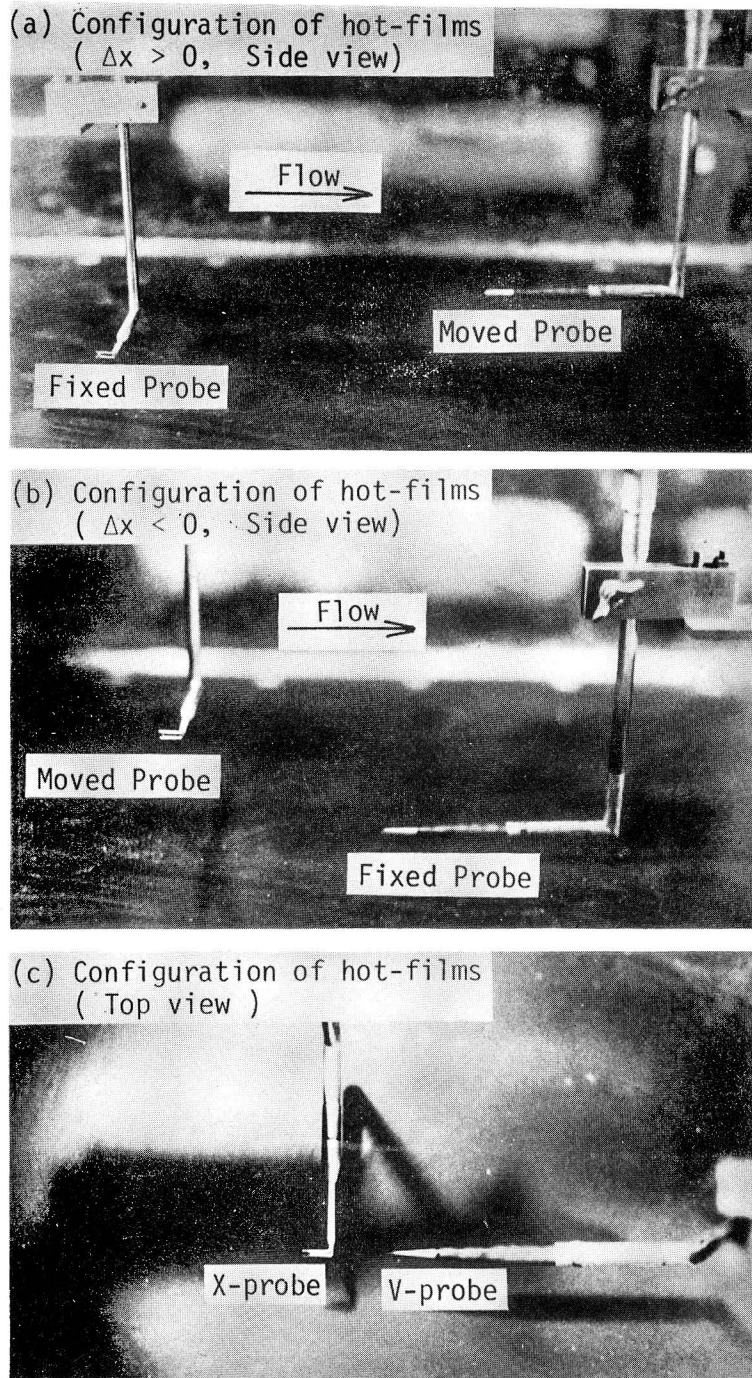 (a) Configuration of hot-films
( Δx > 0, Side view)
Flow
Moved Probe
Fixed Probe
(b) Configuration of hot-films
( Δx < 0, Side view)
Flow
Moved Probe
Fixed Probe
(c) Configuration of hot-films
( Top view )
X-probe
V-probe